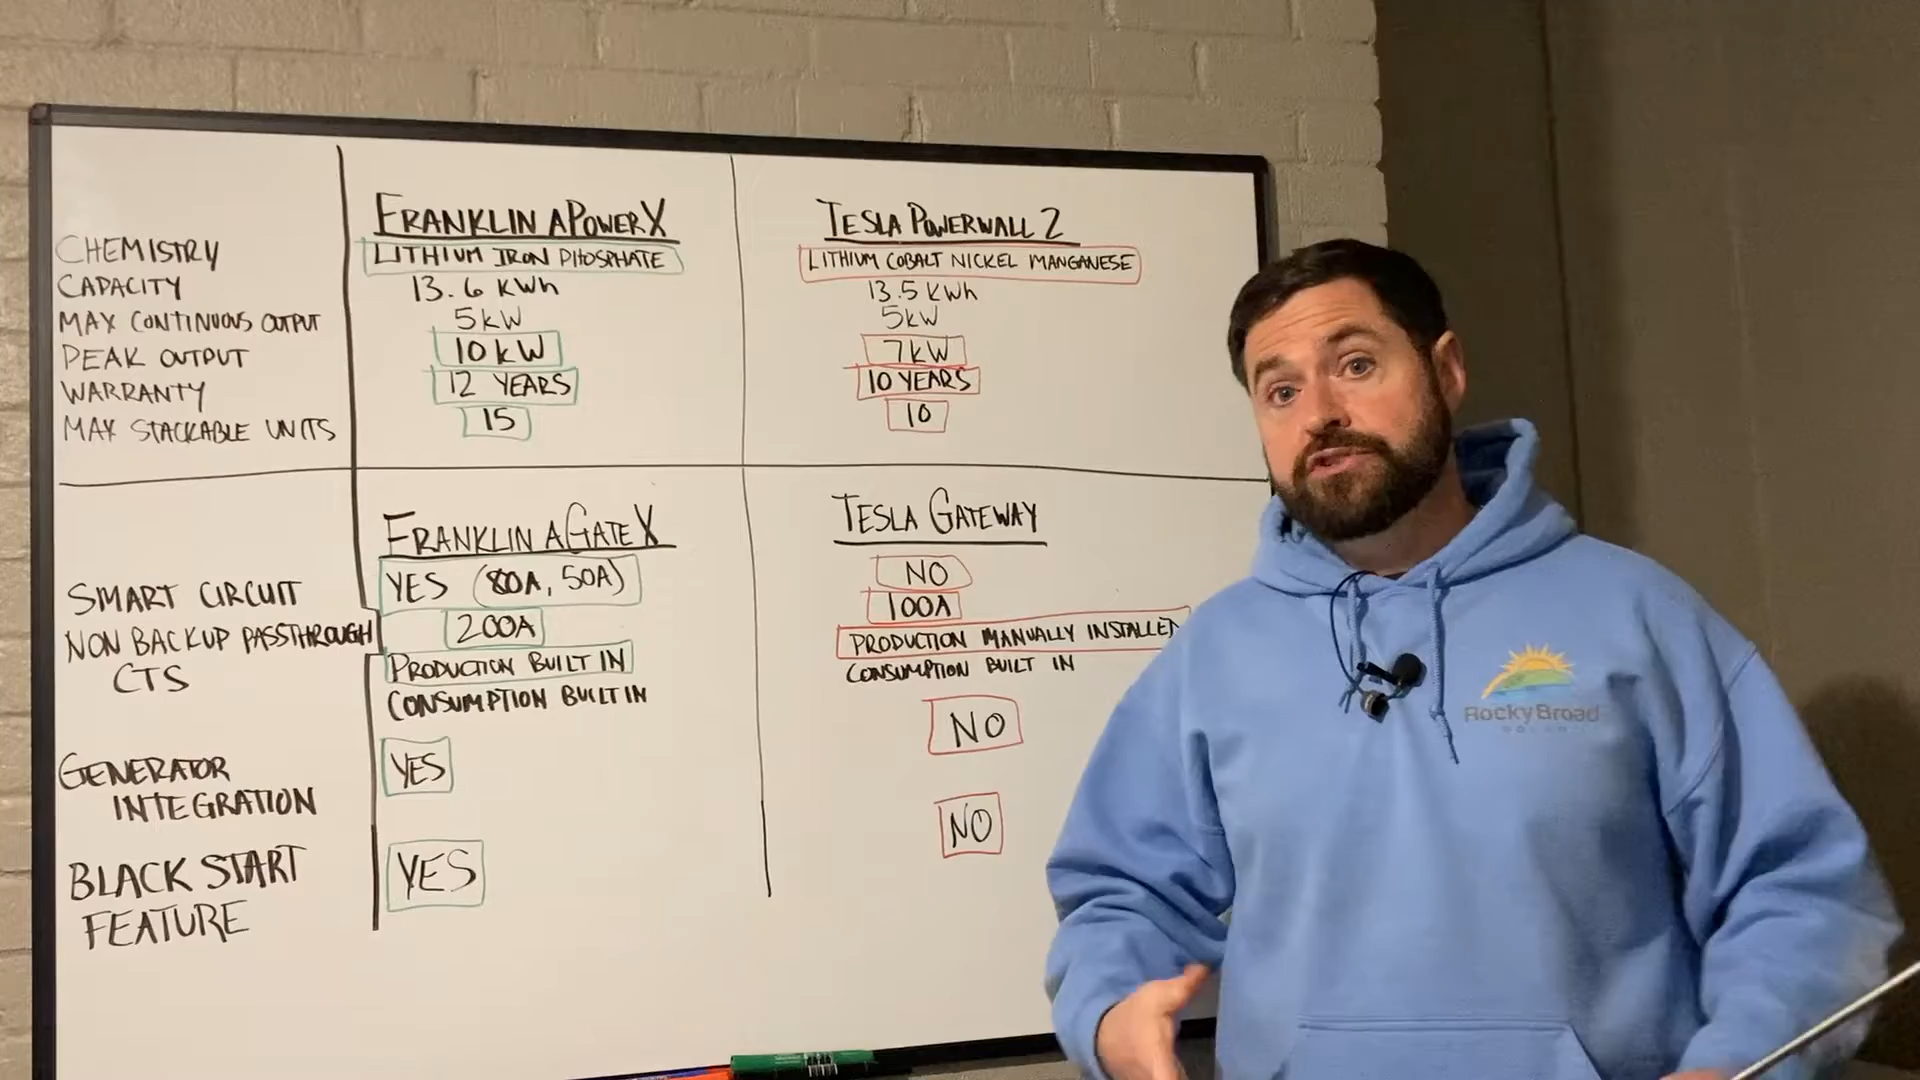 FRANKLIN APOWER X
TESLA POWERWALL 2
CHEMISTRY
LITHIUM IRON PHOSPHATE
LITHIUM COBALT NICKEL MANGANESE
CAPACITY
13.6 KWh
13.5 KWh
MAX CONTINUOUS OUTPUT
5KW
5KW
PEAK OUTPUT
10KW
7KW
WARRANTY
12 YEARS
10 YEARS
MAX STACKABLE UNITS
15
10
FRANKLIN AGATE X
TESLA GATEWAY
SMART CIRCUIT
YES (80A, 50A)
NO
NON BACKUP PASSTHROUGH
200A
100A
CTS
PRODUCTION BUILT IN
CONSUMPTION BUILT IN
PRODUCTION MANUALLY INSTALLED
CONSUMPTION BUILT IN
GENERATOR
INTEGRATION
YES
NO
BLACK START
FEATURE
YES
NO
RockyBroad